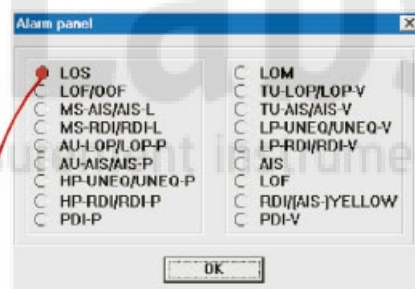 Alarm panel
LOS
LOF/OOF
MS-AIS/AIS-L
MS-RDI/RDI-L
AU-LOP/LOP-P
AU-AIS/AIS-P
HP-UNEQ/UNEQ-P
HP-RDI/RDI-P
PDI-P
LOM
TU-LOP/LOP-V
TU-AIS/AIS-V
LP-UNEQ/UNEQ-V
LP-RDI/RDI-V
AIS
LOF
RDI/(AIS-)YELLOW
PDI-V
OK